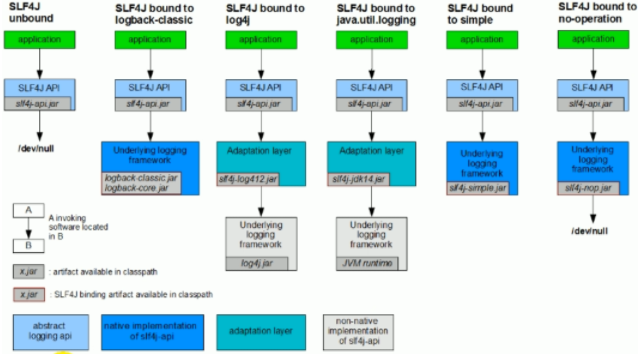 SLF4J
unbound
application
SLF4J API
slf4j-api.jar
/dev/null
SLF4J bound to
logback-classic
application
SLF4J API
slf4j-api.jar
Underlying logging
framework
logback-classic.jar
logback-core.jar
SLF4J bound to
log4j
application
SLF4J API
slf4j-api.jar
Adaptation layer
slf4j-log412.jar
Underlying
logging
framework
log4j.jar
SLF4J bound to
java.util.logging
application
SLF4J API
slf4j-api.jar
Adaptation layer
slf4j-jdk14.jar
Underlying
logging
framework
JVM runtime
SLF4J bound
to simple
application
SLF4J API
slf4j-api.jar
Underlying
logging
framework
slf4j-simple.jar
SLF4J bound to
no-operation
application
SLF4J API
slf4j-api.jar
Underlying
logging
framework
slf4j-nop.jar
/dev/null
A
B
A invoking
software located
in B
x.jar : artifact available in classpath
x.jar : SLF4J binding artifact available in classpath
abstract
logging api
native implementation
of slf4j-api
adaptation layer
non-native
implementation
of slf4j-api